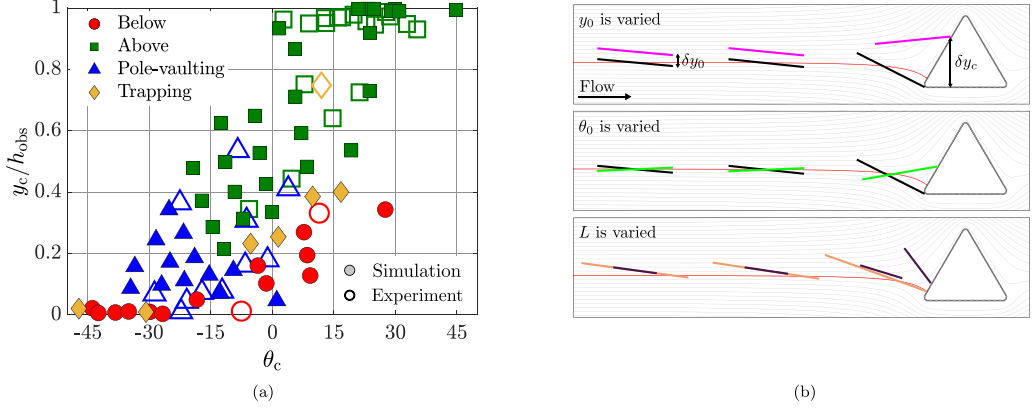 1
0.8
0.6
0.4
0.2
0
y_c/h_obs
-45
-30
-15
0
15
30
45
θ_c
Below
Above
Pole-vaulting
Trapping
Simulation
Experiment
(a)
y_0 is varied
δy_0
δy_c
Flow
θ_0 is varied
L is varied
(b)